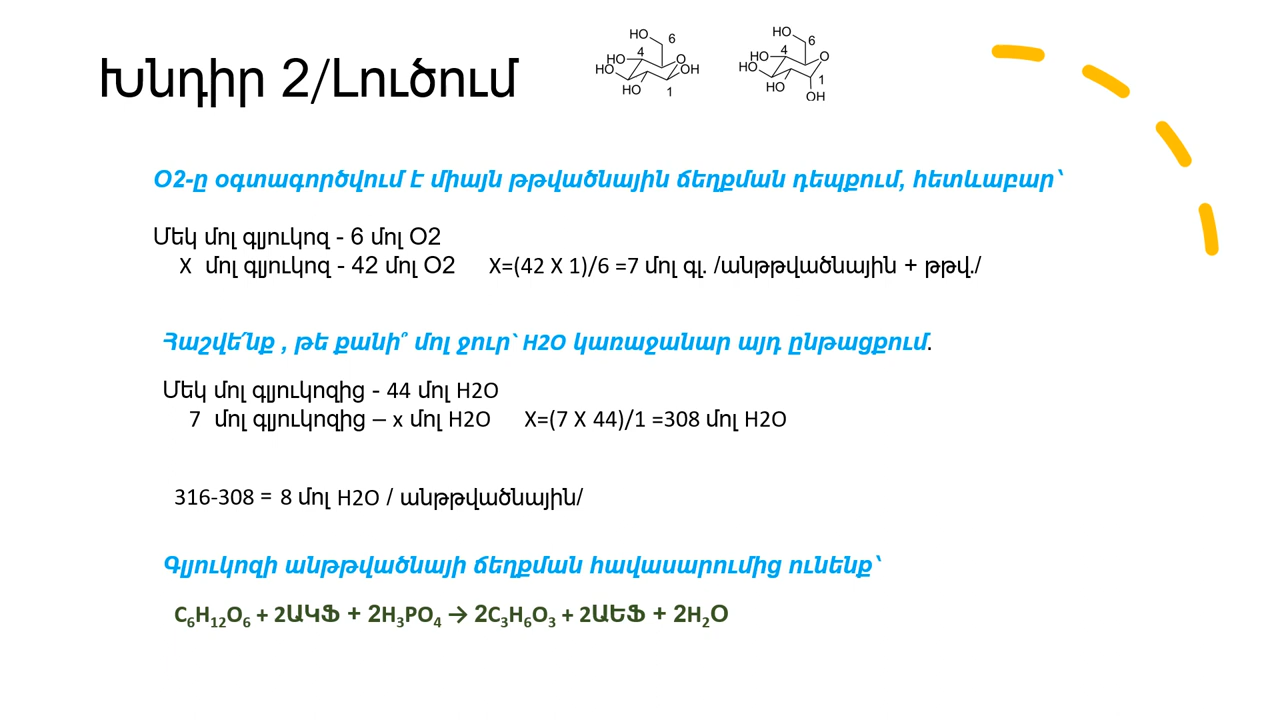 Խնդիր 2/Լուծում
HO 6 HO 4 O HO OH HO 1
HO 6 HO 4 O HO HO 1 OH
O2-ը օգտագործվում է միայն թթվածնային ճեղքման դեպքում, հետևաբար՝
Մեկ մոլ գլյուկոզ - 6 մոլ O2
X մոլ գլյուկոզ - 42 մոլ O2 X=(42 X 1)/6 =7 մոլ գլ. /անթթվածնային + թթվ./
Հաշվե՛նք , թե քանի՞ մոլ ջուր՝ H2O կառաջանար այդ ընթացքում.
Մեկ մոլ գլյուկոզից - 44 մոլ H2O
7 մոլ գլյուկոզից – x մոլ H2O X=(7 X 44)/1 =308 մոլ H2O
316-308 = 8 մոլ H2O / անթթվածնային/
Գլյուկոզի անթթվածնայի ճեղքման հավասարումից ունենք՝
C₆H₁₂O₆ + 2ԱԿՖ + 2H₃PO₄ → 2C₃H₆O₃ + 2ԱԵՖ + 2H₂O